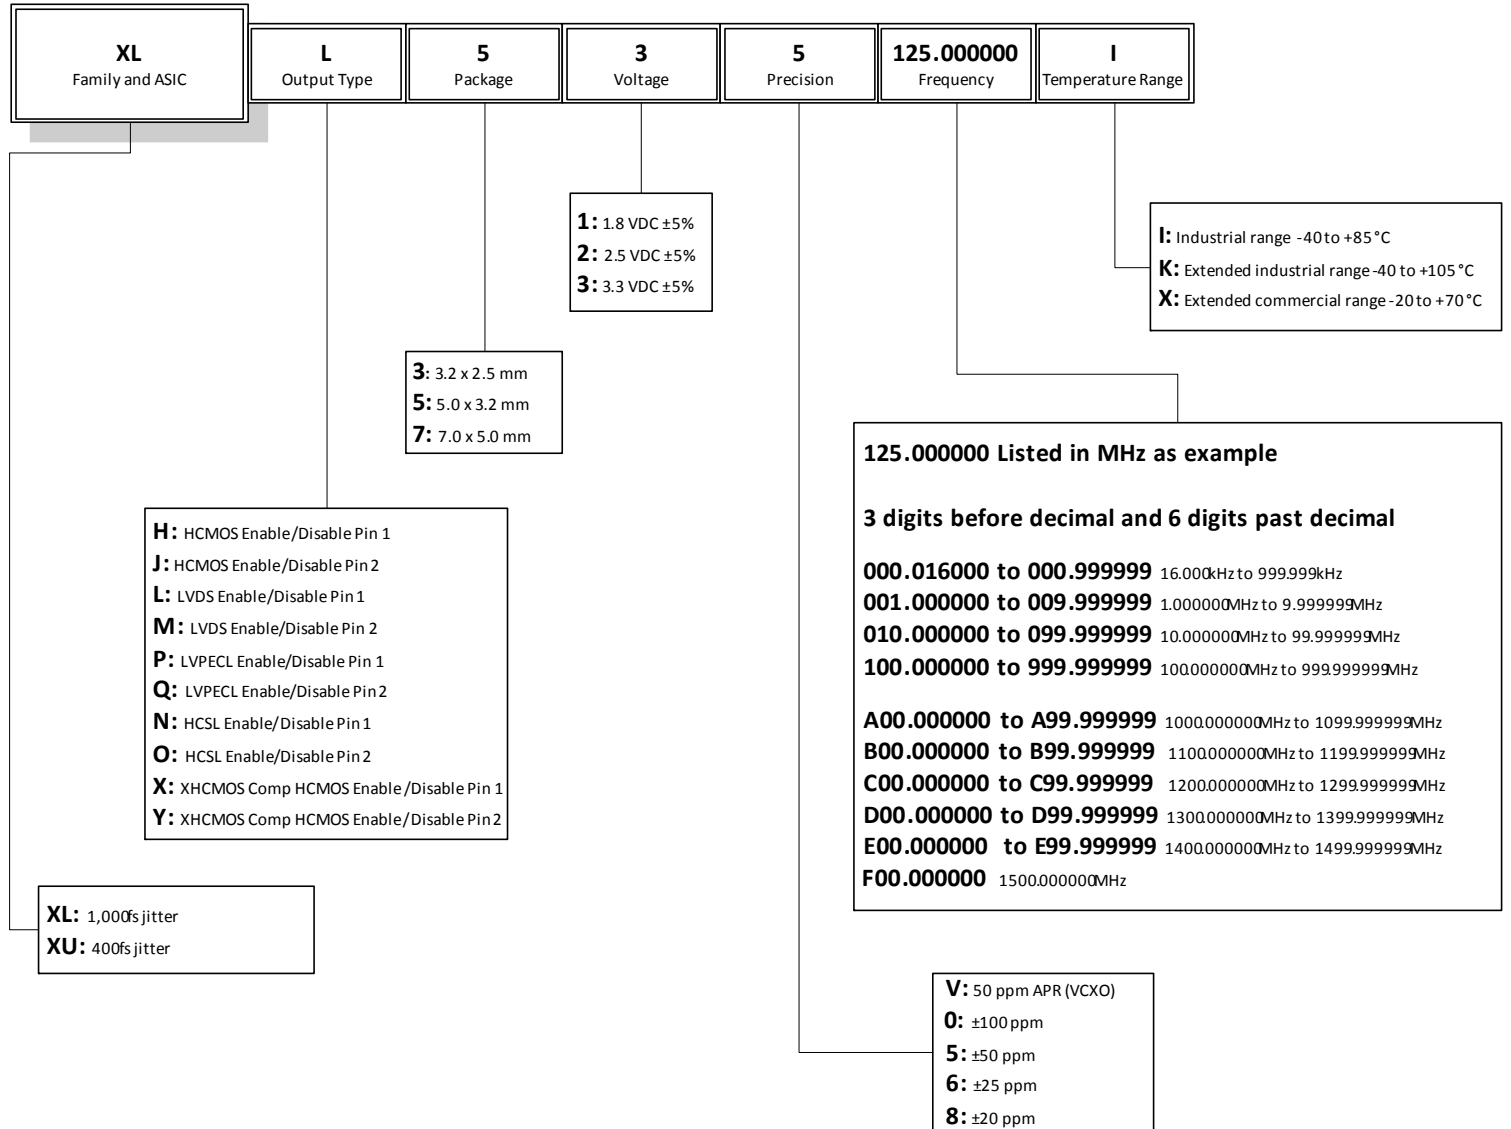 XL
Family and ASIC
L
Output Type
5
Package
3
Voltage
5
Precision
125.000000
Frequency
I
Temperature Range
1: 1.8 VDC ±5%
2: 2.5 VDC ±5%
3: 3.3 VDC ±5%
I: Industrial range -40 to +85°C
K: Extended industrial range -40 to +105°C
X: Extended commercial range -20 to +70°C
3: 3.2 x 2.5 mm
5: 5.0 x 3.2 mm
7: 7.0 x 5.0 mm
125.000000 Listed in MHz as example
3 digits before decimal and 6 digits past decimal
000.016000 to 000.999999 16.000kHz to 999.999kHz
001.000000 to 009.999999 1.000000MHz to 9.999999MHz
010.000000 to 099.999999 10.000000MHz to 99.999999MHz
100.000000 to 999.999999 100.000000MHz to 999.999999MHz
A00.000000 to A99.999999 1000.000000MHz to 1099.999999MHz
B00.000000 to B99.999999 1100.000000MHz to 1199.999999MHz
C00.000000 to C99.999999 1200.000000MHz to 1299.999999MHz
D00.000000 to D99.999999 1300.000000MHz to 1399.999999MHz
E00.000000 to E99.999999 1400.000000MHz to 1499.999999MHz
F00.000000 1500.000000MHz
H: HCMOS Enable/Disable Pin 1
J: HCMOS Enable/Disable Pin 2
L: LVDS Enable/Disable Pin 1
M: LVDS Enable/Disable Pin 2
P: LVPECL Enable/Disable Pin 1
Q: LVPECL Enable/Disable Pin 2
N: HCSL Enable/Disable Pin 1
O: HCSL Enable/Disable Pin 2
X: XHCMOS Comp HCMOS Enable/Disable Pin 1
Y: XHCMOS Comp HCMOS Enable/Disable Pin 2
XL: 1,000fs jitter
XU: 400fs jitter
V: 50 ppm APR (VCXO)
0: ±100 ppm
5: ±50 ppm
6: ±25 ppm
8: ±20 ppm